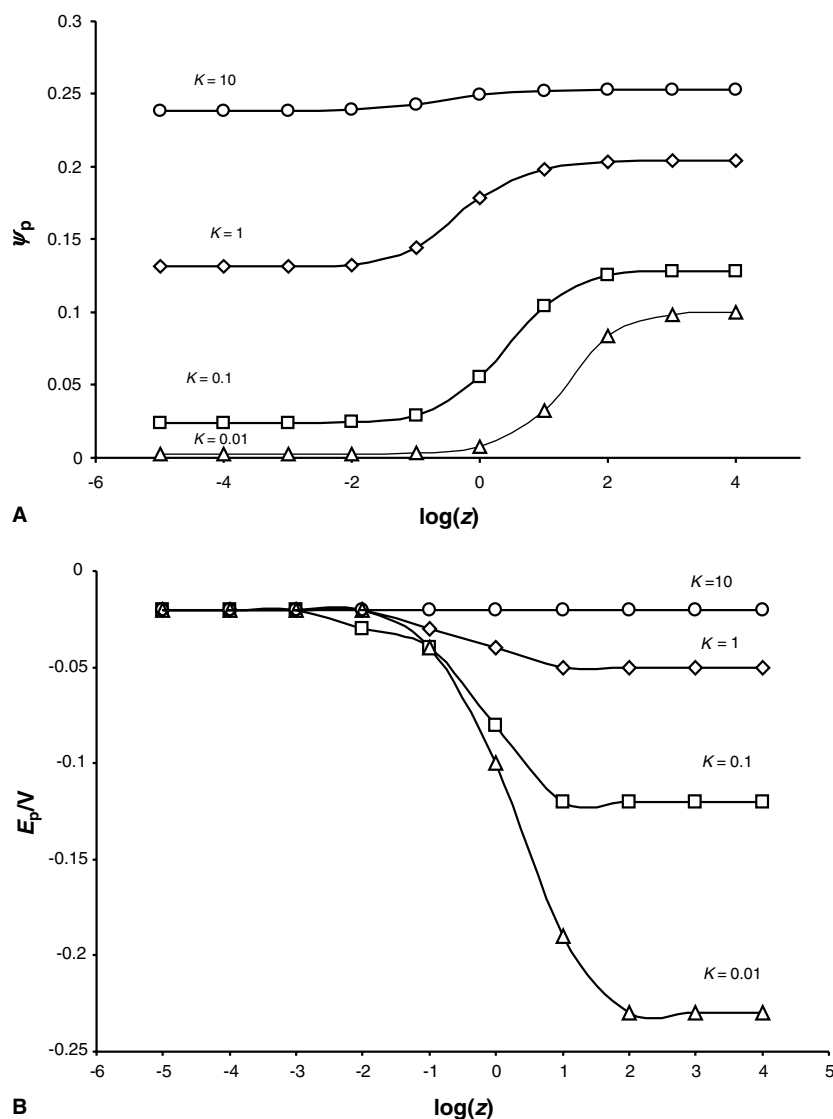 0.3
K = 10
0.25
0.2
ψp
K = 1
0.15
0.1
K = 0.1
0.05
K = 0.01
0
-6 -4 -2 0 2 4
A
log(z)
0
K =10
K = 1
-0.05
K = 0.1
-0.1
Ep/V
-0.15
K = 0.01
-0.2
-0.25
-6 -5 -4 -3 -2 -1 0 1 2 3 4 5
B
log(z)